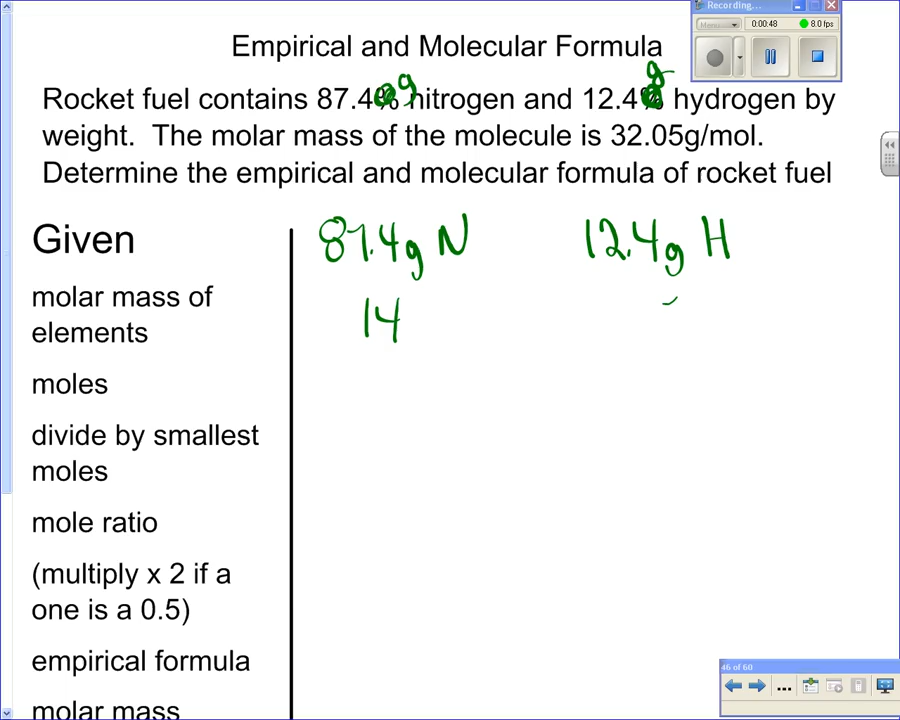 Recording...
Menu
0:00:48
8.0 fps
Empirical and Molecular Formula
g g
Rocket fuel contains 87.4% nitrogen and 12.4% hydrogen by
weight. The molar mass of the molecule is 32.05g/mol.
Determine the empirical and molecular formula of rocket fuel
Given
87.4g N 12.4g H
molar mass of
elements
14
moles
divide by smallest
moles
mole ratio
(multiply x 2 if a
one is a 0.5)
empirical formula
molar mass
46 of 60